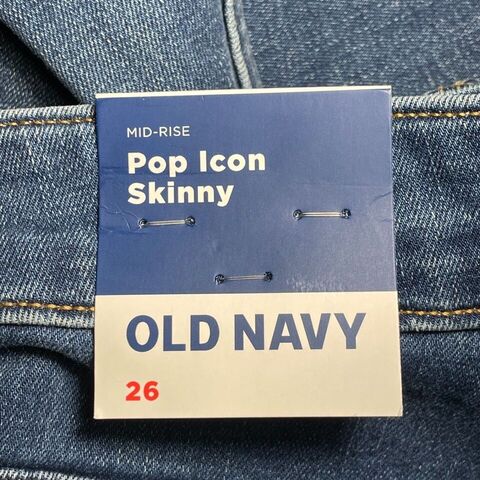 MID-RISE
Pop Icon
Skinny
OLD NAVY
26